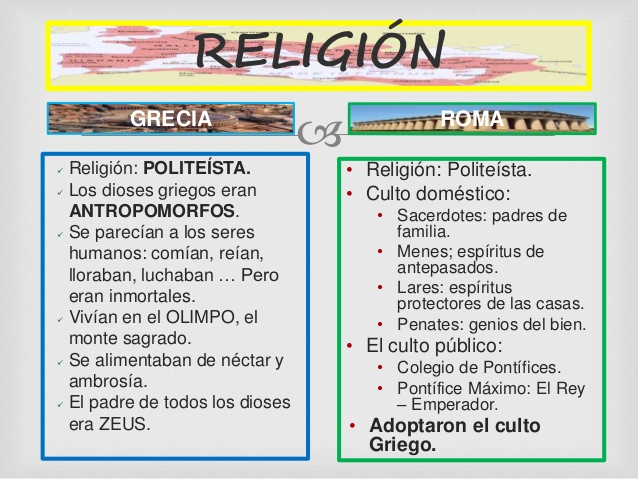 RELIGIÓN
GRECIA
Religión: POLITEÍSTA.
Los dioses griegos eran
ANTROPOMORFOS.
Se parecían a los seres
humanos: comían, reían,
lloraban, luchaban … Pero
eran inmortales.
Vivían en el OLIMPO, el
monte sagrado.
Se alimentaban de néctar y
ambrosía.
El padre de todos los dioses
era ZEUS.
ROMA
Religión: Politeísta.
Culto doméstico:
Sacerdotes: padres de
familia.
Menes; espíritus de
antepasados.
Lares: espíritus
protectores de las casas.
Penates: genios del bien.
El culto público:
Colegio de Pontífices.
Pontífice Máximo: El Rey
– Emperador.
Adoptaron el culto
Griego.